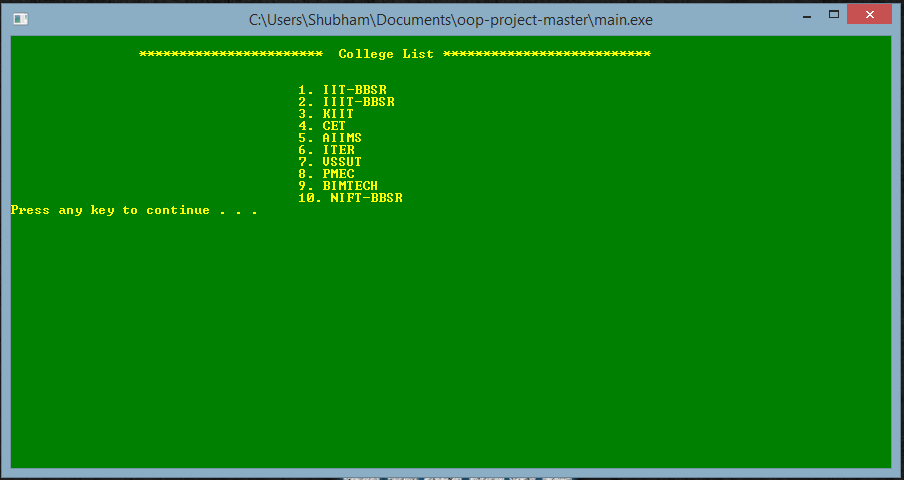 C:\Users\Shubham\Documents\oop-project-master\main.exe
*********************** College List **************************
1. IIT-BBSR
2. IIIT-BBSR
3. KIIT
4. CET
5. AIIMS
6. ITER
7. VSSUT
8. PMEC
9. BIMTECH
10. NIFT-BBSR
Press any key to continue . . .